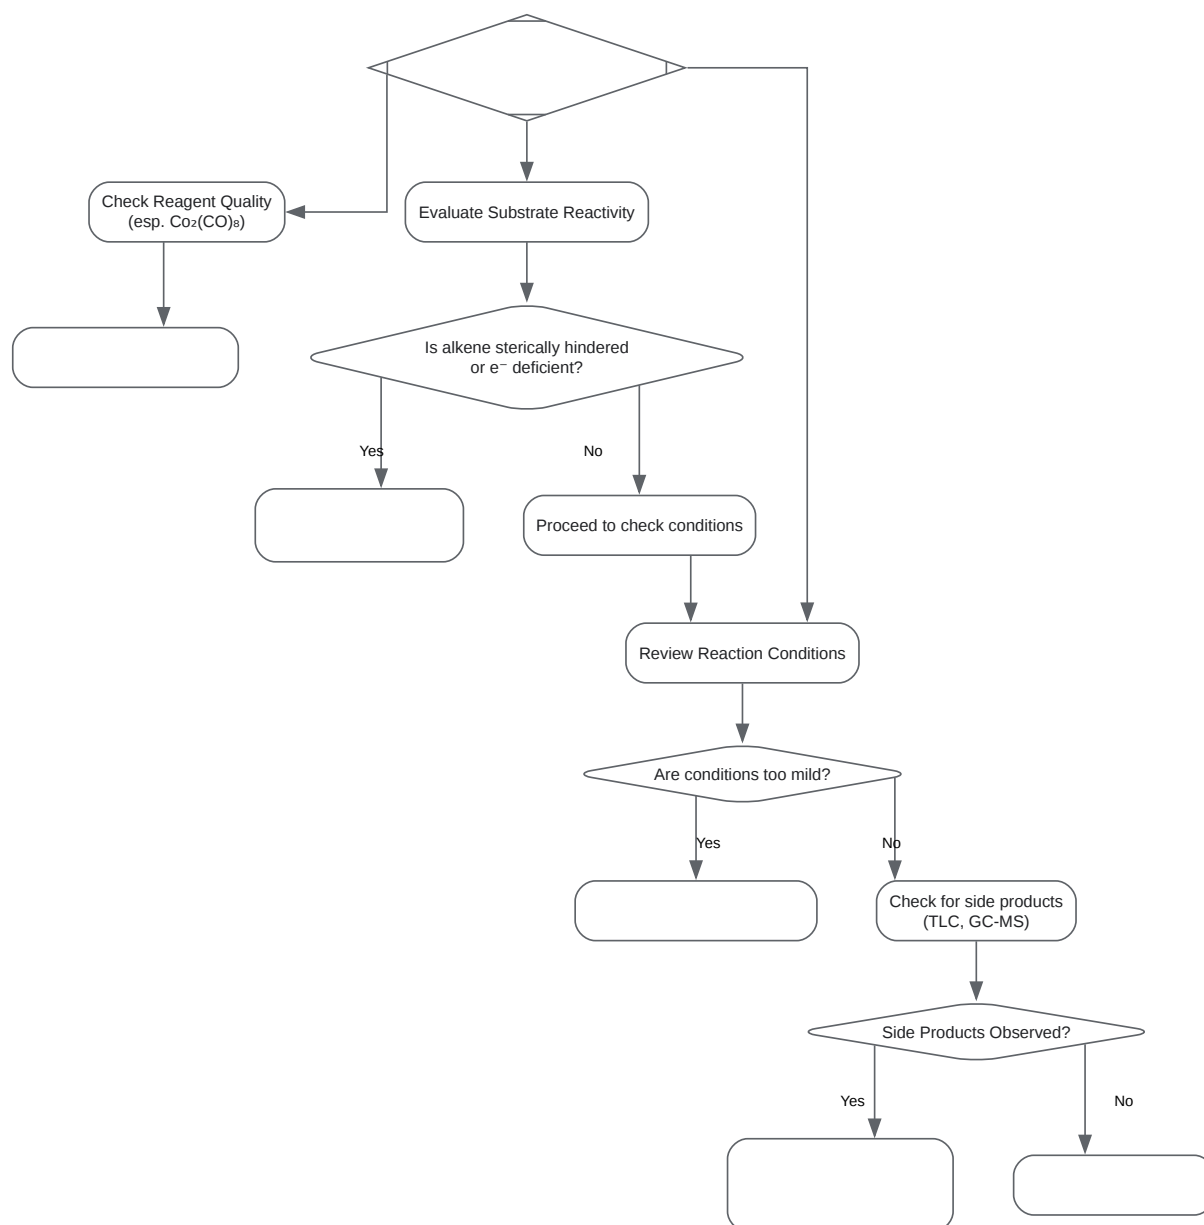 Check Reagent Quality
(esp. Co₂(CO)₈)
Evaluate Substrate Reactivity
Is alkene sterically hindered
or e⁻ deficient?
Yes
No
Proceed to check conditions
Review Reaction Conditions
Are conditions too mild?
Yes
No
Check for side products
(TLC, GC-MS)
Side Products Observed?
Yes
No